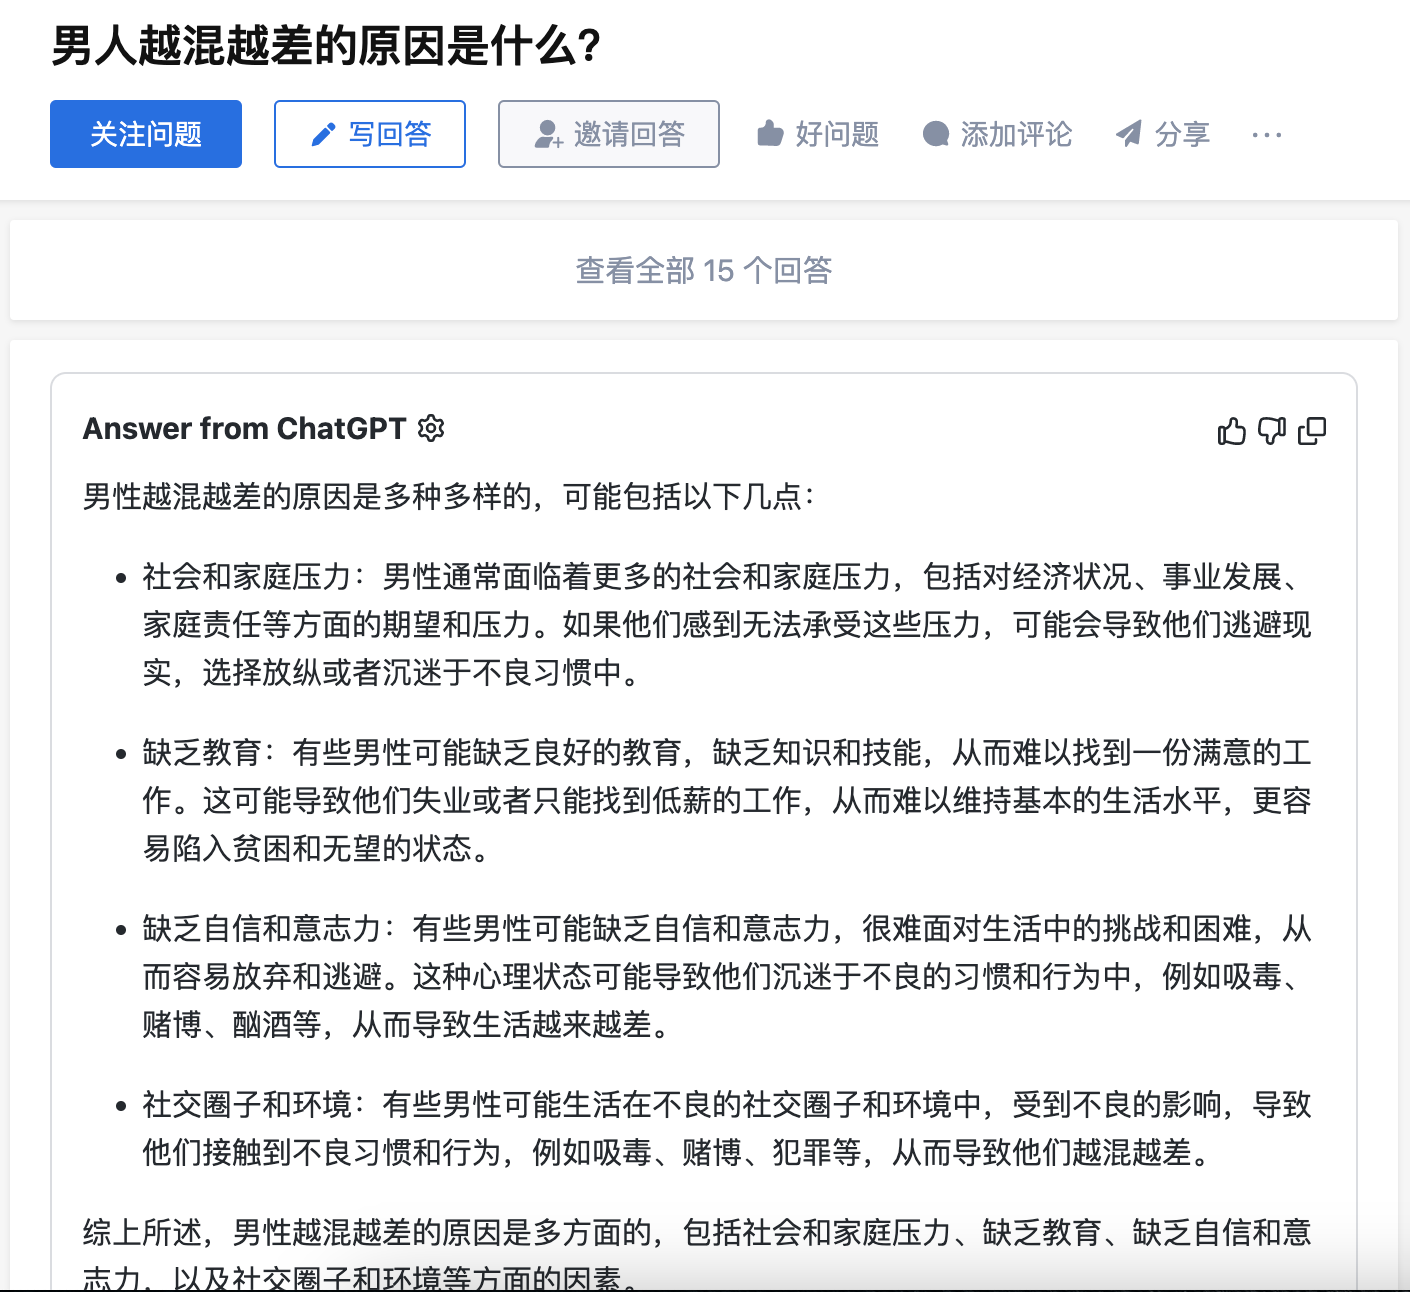 男人越混越差的原因是什么?
关注问题
写回答
邀请回答
好问题
添加评论
分享
···
查看全部 15 个回答
Answer from ChatGPT
男性越混越差的原因是多种多样的，可能包括以下几点：
• 社会和家庭压力：男性通常面临着更多的社会和家庭压力，包括对经济状况、事业发展、
家庭责任等方面的期望和压力。如果他们感到无法承受这些压力，可能会导致他们逃避现
实，选择放纵或者沉迷于不良习惯中。
• 缺乏教育：有些男性可能缺乏良好的教育，缺乏知识和技能，从而难以找到一份满意的工
作。这可能导致他们失业或者只能找到低薪的工作，从而难以维持基本的生活水平，更容
易陷入贫困和无望的状态。
• 缺乏自信和意志力：有些男性可能缺乏自信和意志力，很难面对生活中的挑战和困难，从
而容易放弃和逃避。这种心理状态可能导致他们沉迷于不良的习惯和行为中，例如吸毒、
赌博、酗酒等，从而导致生活越来越差。
• 社交圈子和环境：有些男性可能生活在不良的社交圈子和环境中，受到不良的影响，导致
他们接触到不良习惯和行为，例如吸毒、赌博、犯罪等，从而导致他们越混越差。
综上所述，男性越混越差的原因是多方面的，包括社会和家庭压力、缺乏教育、缺乏自信和意
志力，以及社交圈子和环境等方面的因素。